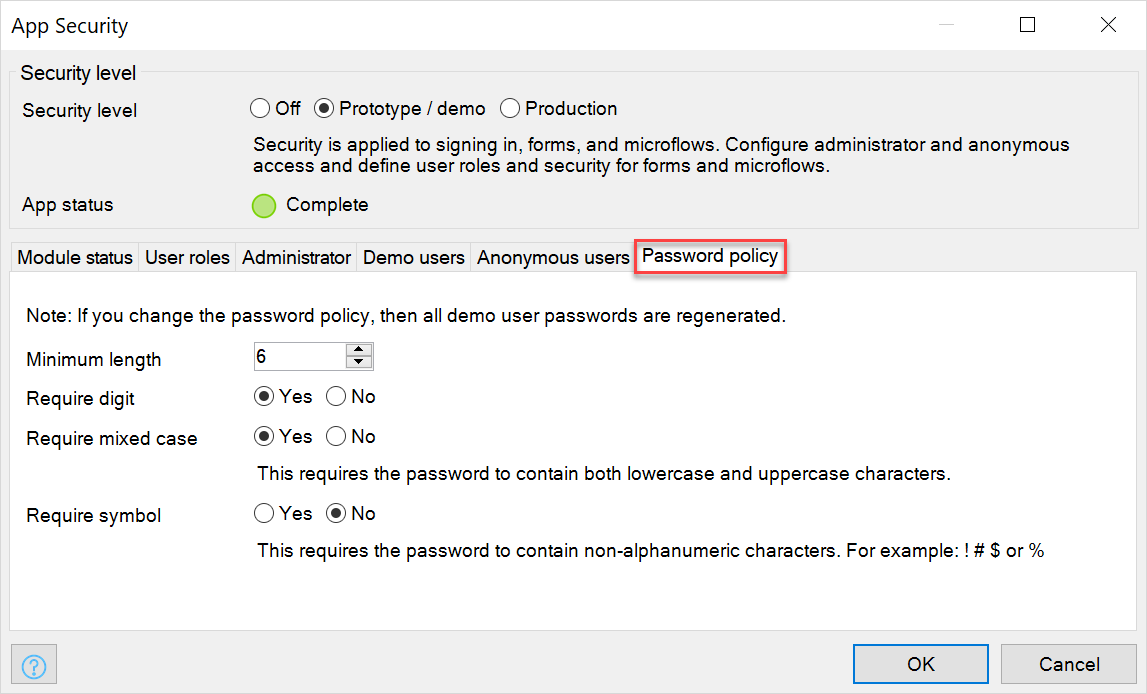 App Security
Security level
Security level
Off Prototype / demo Production
Security is applied to signing in, forms, and microflows. Configure administrator and anonymous
access and define user roles and security for forms and microflows.
App status
Complete
Module status User roles Administrator Demo users Anonymous users Password policy
Note: If you change the password policy, then all demo user passwords are regenerated.
Minimum length 6
Require digit Yes No
Require mixed case Yes No
This requires the password to contain both lowercase and uppercase characters.
Require symbol Yes No
This requires the password to contain non-alphanumeric characters. For example: ! # $ or %
? OK Cancel